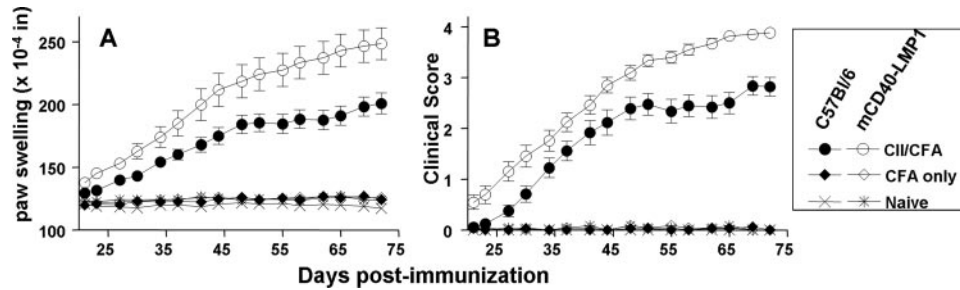 A
paw swelling (x 10⁻⁴ in)
250
200
150
100
25 35 45 55 65 75
B
Clinical Score
4
3
2
1
0
25 35 45 55 65 75
Days post-immunization
C57Bl/6
mCD40-LMP1
CII/CFA
CFA only
Naive